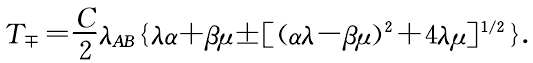 T∓ = C/2 λ_AB {λα+βμ±[(αλ−βμ)²+4λμ]^1/2}.